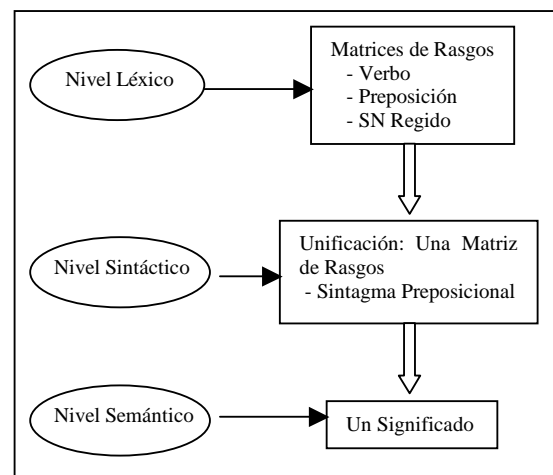 Nivel Léxico
Matrices de Rasgos
- Verbo
- Preposición
- SN Regido
Nivel Sintáctico
Unificación: Una Matriz
de Rasgos
- Sintagma Preposicional
Nivel Semántico
Un Significado